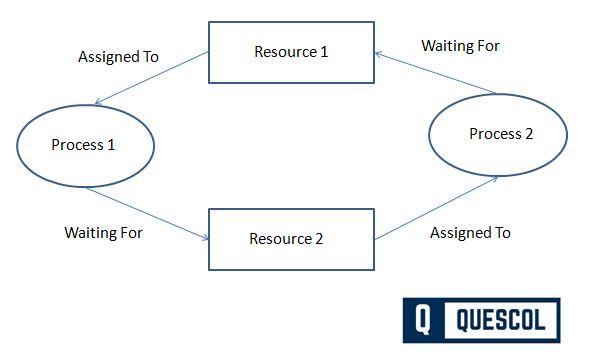 Resource 1
Waiting For
Assigned To
Process 1
Process 2
Waiting For
Resource 2
Assigned To
Q QUESCOL